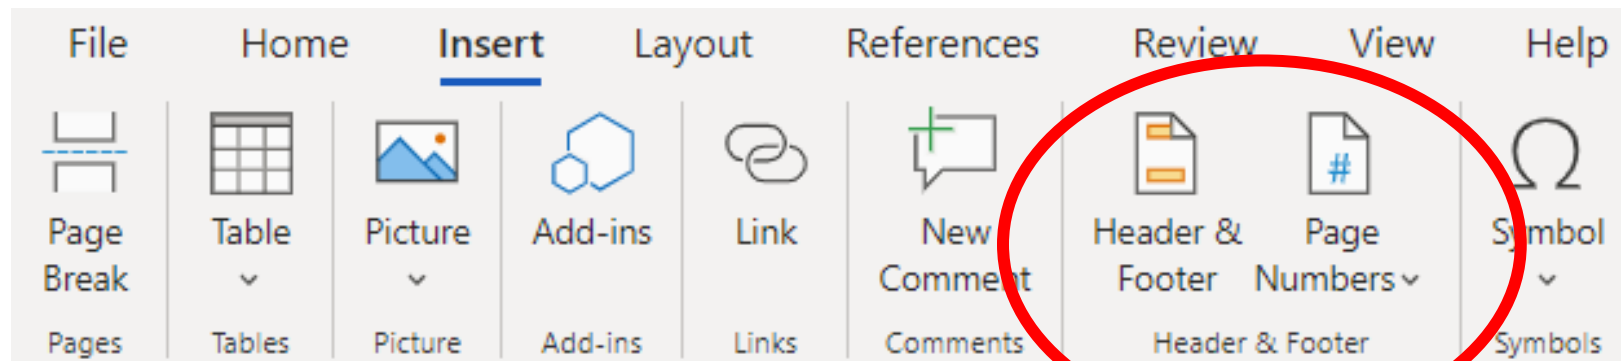 File Home Insert Layout References Review View Help
Page Table Picture Add-ins Link New Header & Page Symbol
Break Comment Footer Numbers
Pages Tables Picture Add-ins Links Comments Header & Footer Symbols
#